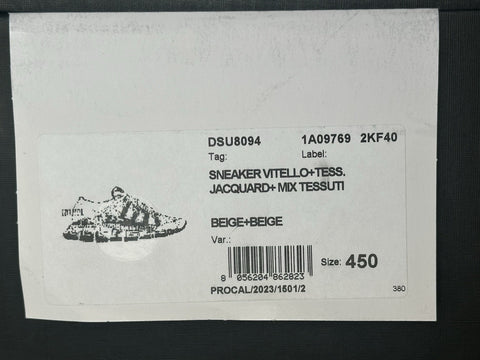 DSU8094 1A09769 2KF40
Tag: Label:
SNEAKER VITELLO+TESS.
JACQUARD+ MIX TESSUTI
BEIGE+BEIGE
Var.:
Size: 450
8 056204 862823
PROCAL/2023/1501/2
380